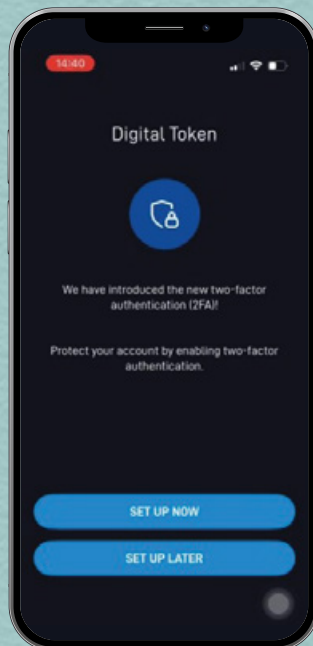 14:40
Digital Token
We have introduced the new two-factor
authentication (2FA)!
Protect your account by enabling two-factor
authentication.
SET UP NOW
SET UP LATER